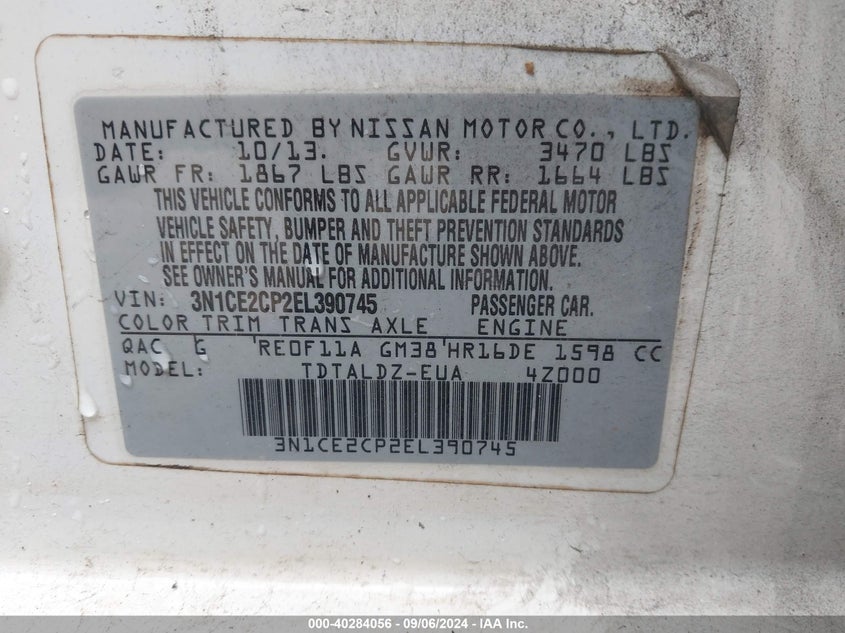 MANUFACTURED BY NISSAN MOTOR CO., LTD.
DATE: 10/13. GVWR: 3470 LBS
GAWR FR: 1867 LBS GAWR RR: 1664 LBS
THIS VEHICLE CONFORMS TO ALL APPLICABLE FEDERAL MOTOR
VEHICLE SAFETY, BUMPER AND THEFT PREVENTION STANDARDS
IN EFFECT ON THE DATE OF MANUFACTURE SHOWN ABOVE.
SEE OWNER'S MANUAL FOR ADDITIONAL INFORMATION.
VIN: 3N1CE2CP2EL390745 PASSENGER CAR.
COLOR TRIM TRANS AXLE ENGINE
QAC G RE0F11A GM38 HR16DE 1598 CC
MODEL: TDTALDZ-EUA 4Z000
3N1CE2CP2EL390745
000-40284056 - 09/06/2024 - IAA Inc.